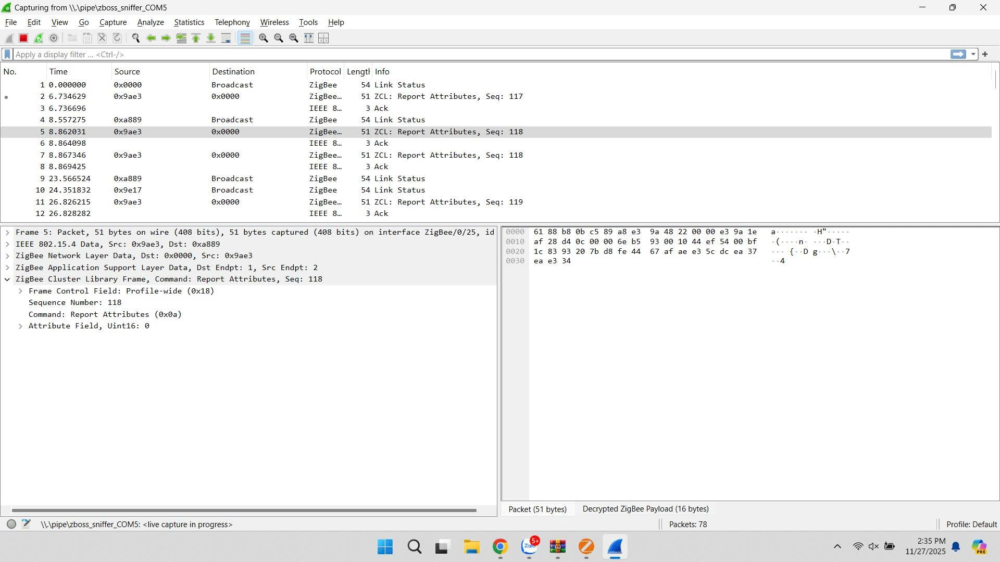 Capturing from \\.\pipe\zboss_sniffer_COM5
File Edit View Go Capture Analyze Statistics Telephony Wireless Tools Help
Apply a display filter ... <Ctrl-/>
No. Time Source Destination Protocol Length Info
1 0.000000 0x0000 Broadcast ZigBee 54 Link Status
2 6.734629 0x9ae3 0x0000 ZigBee… 51 ZCL: Report Attributes, Seq: 117
3 6.736696 IEEE 8… 3 Ack
4 8.557275 0xa889 Broadcast ZigBee 54 Link Status
5 8.862031 0x9ae3 0x0000 ZigBee… 51 ZCL: Report Attributes, Seq: 118
6 8.864098 IEEE 8… 3 Ack
7 8.867346 0x9ae3 0x0000 ZigBee… 51 ZCL: Report Attributes, Seq: 118
8 8.869425 IEEE 8… 3 Ack
9 23.566524 0xa889 Broadcast ZigBee 54 Link Status
10 24.351832 0x9e17 Broadcast ZigBee 54 Link Status
11 26.826215 0x9ae3 0x0000 ZigBee… 51 ZCL: Report Attributes, Seq: 119
12 26.828282 IEEE 8… 3 Ack
Frame 5: Packet, 51 bytes on wire (408 bits), 51 bytes captured (408 bits) on interface ZigBee/0/25, id
IEEE 802.15.4 Data, Src: 0x9ae3, Dst: 0xa889
ZigBee Network Layer Data, Dst: 0x0000, Src: 0x9ae3
ZigBee Application Support Layer Data, Dst Endpt: 1, Src Endpt: 2
ZigBee Cluster Library Frame, Command: Report Attributes, Seq: 118
Frame Control Field: Profile-wide (0x18)
Sequence Number: 118
Command: Report Attributes (0x0a)
Attribute Field, Uint16: 0
0000 61 88 b8 0b c5 89 a8 e3 9a 48 22 00 00 e3 9a 1e a······· ·H"·····
0010 af 28 d4 0c 00 00 6e b5 93 00 10 44 ef 54 00 bf ·(····n· ···D·T··
0020 1c 83 93 20 7b d8 fe 44 67 af ae e3 5c dc ea 37 ··· {··D g···\··7
0030 ea e3 34 ··4
Packet (51 bytes) Decrypted ZigBee Payload (16 bytes)
\\.\pipe\zboss_sniffer_COM5: <live capture in progress> Packets: 78 Profile: Default
Zalo 5+
PRE
2:35 PM
11/27/2025